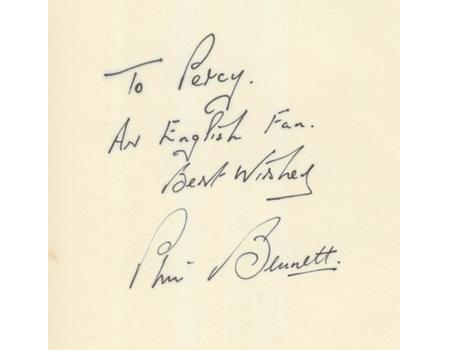 To Percy.
An English Fan.
Best Wishes
Phil Bennett.